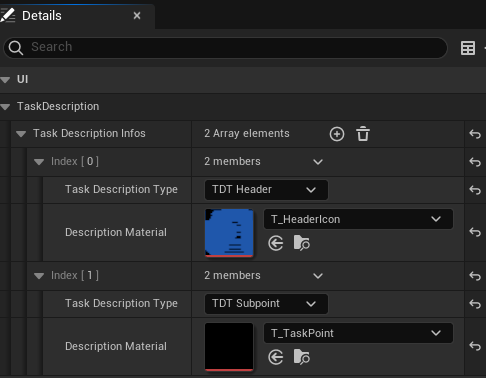 Details
Search
UI
TaskDescription
Task Description Infos 2 Array elements
Index [ 0 ] 2 members
Task Description Type TDT Header
Description Material T_HeaderIcon
Index [ 1 ] 2 members
Task Description Type TDT Subpoint
Description Material T_TaskPoint